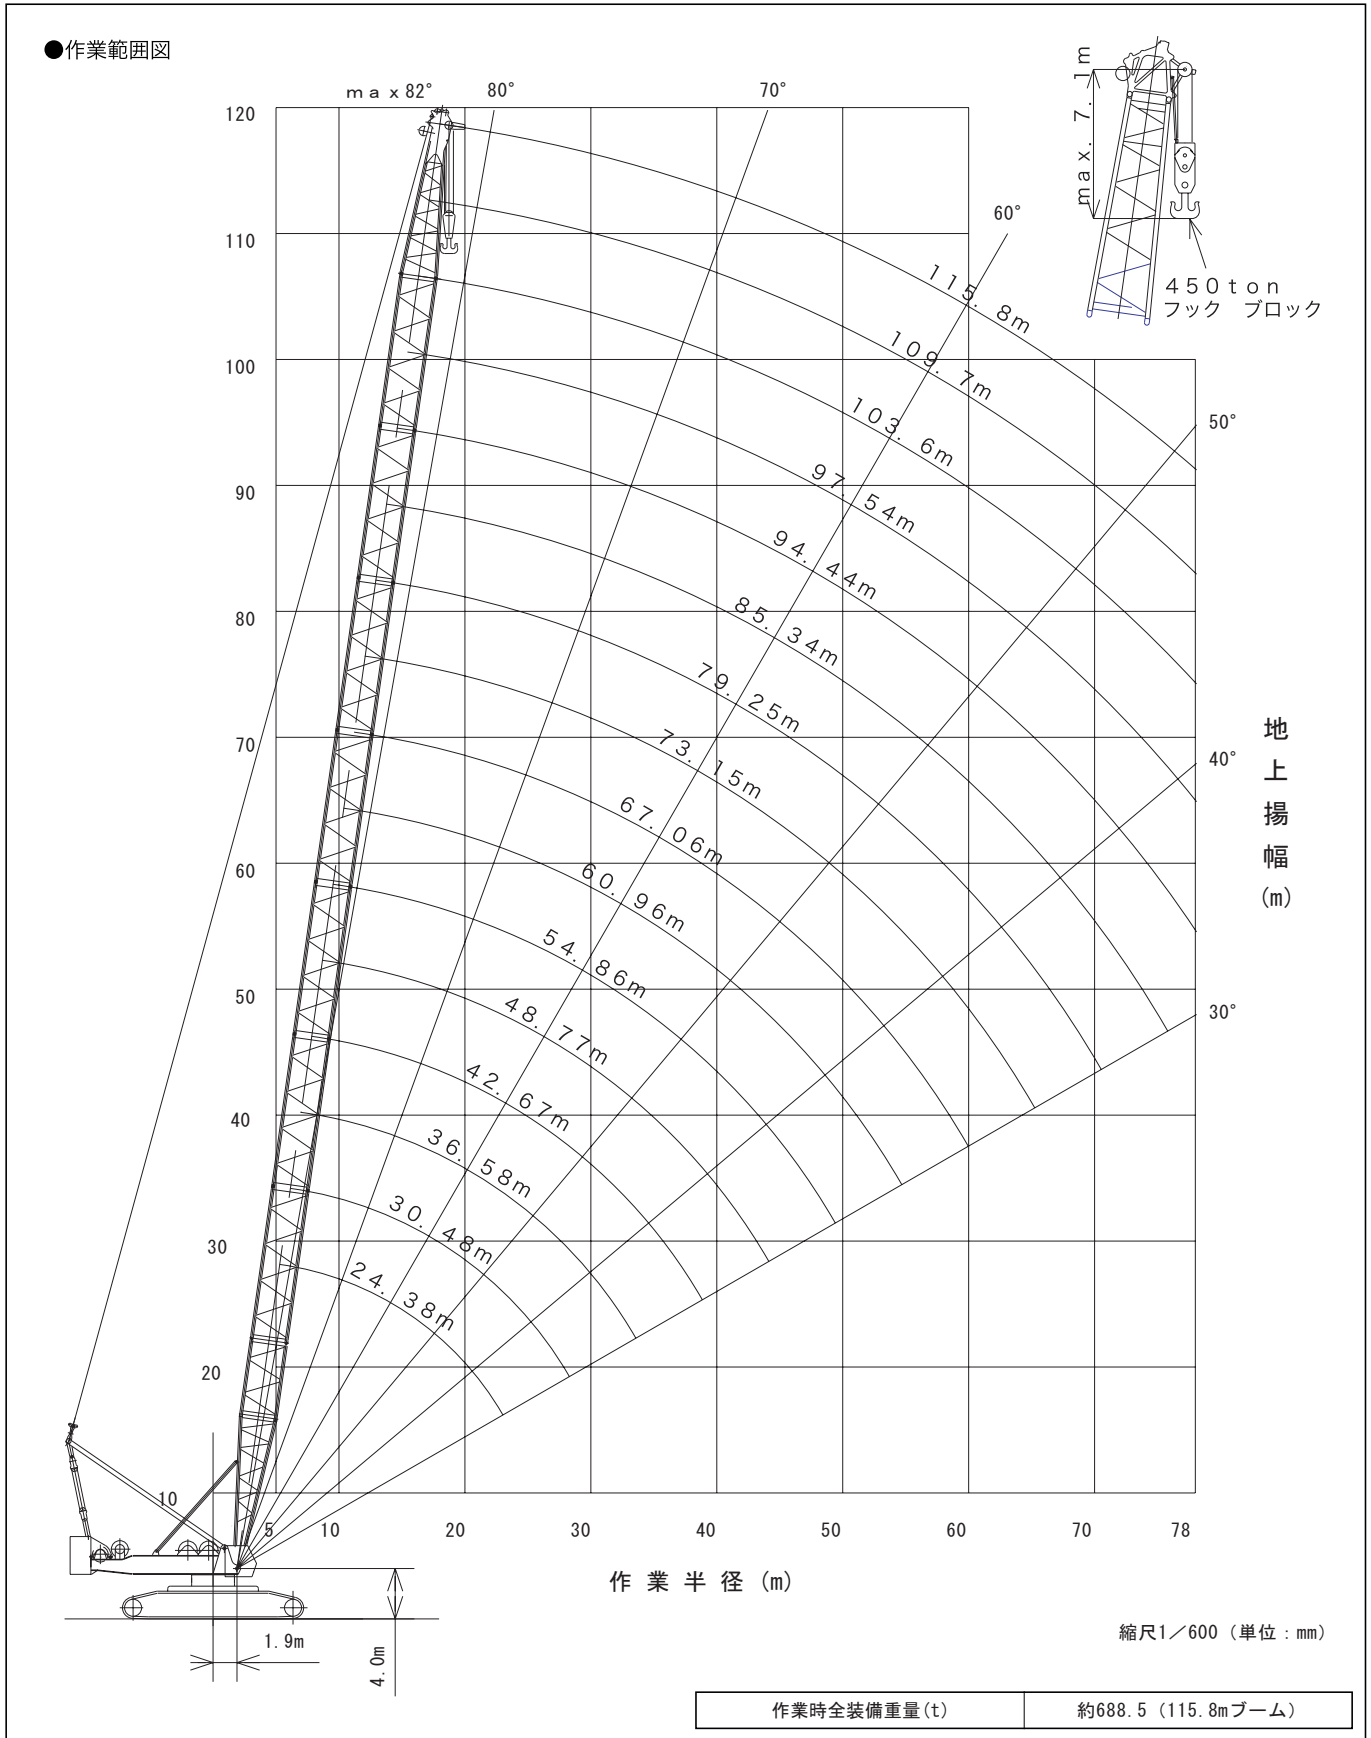 ●作業範囲図
max82°
80°
70°
60°
50°
40°
30°
max. 7. 1m
450ton
フック ブロック
120
110
100
90
80
70
60
50
40
30
20
10
115. 8m
109. 7m
103. 6m
97. 54m
94. 44m
85. 34m
79. 25m
73. 15m
67. 06m
60. 96m
54. 86m
48. 77m
42. 67m
36. 58m
30. 48m
24. 38m
地上揚幅(m)
5 10 20 30 40 50 60 70 78
作業半径(m)
1.9m
4.0m
縮尺1／600（単位：mm）
作業時全装備重量(t) 約688.5（115.8mブーム）